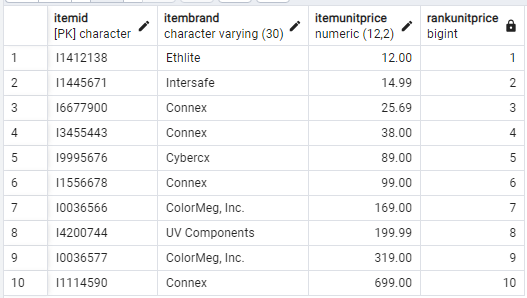 itemid itembrand itemunitprice rankunitprice
[PK] character character varying (30) numeric (12,2) bigint
1 I1412138 Ethlite 12.00 1
2 I1445671 Intersafe 14.99 2
3 I6677900 Connex 25.69 3
4 I3455443 Connex 38.00 4
5 I9995676 Cybercx 89.00 5
6 I1556678 Connex 99.00 6
7 I0036566 ColorMeg, Inc. 169.00 7
8 I4200744 UV Components 199.99 8
9 I0036577 ColorMeg, Inc. 319.00 9
10 I1114590 Connex 699.00 10